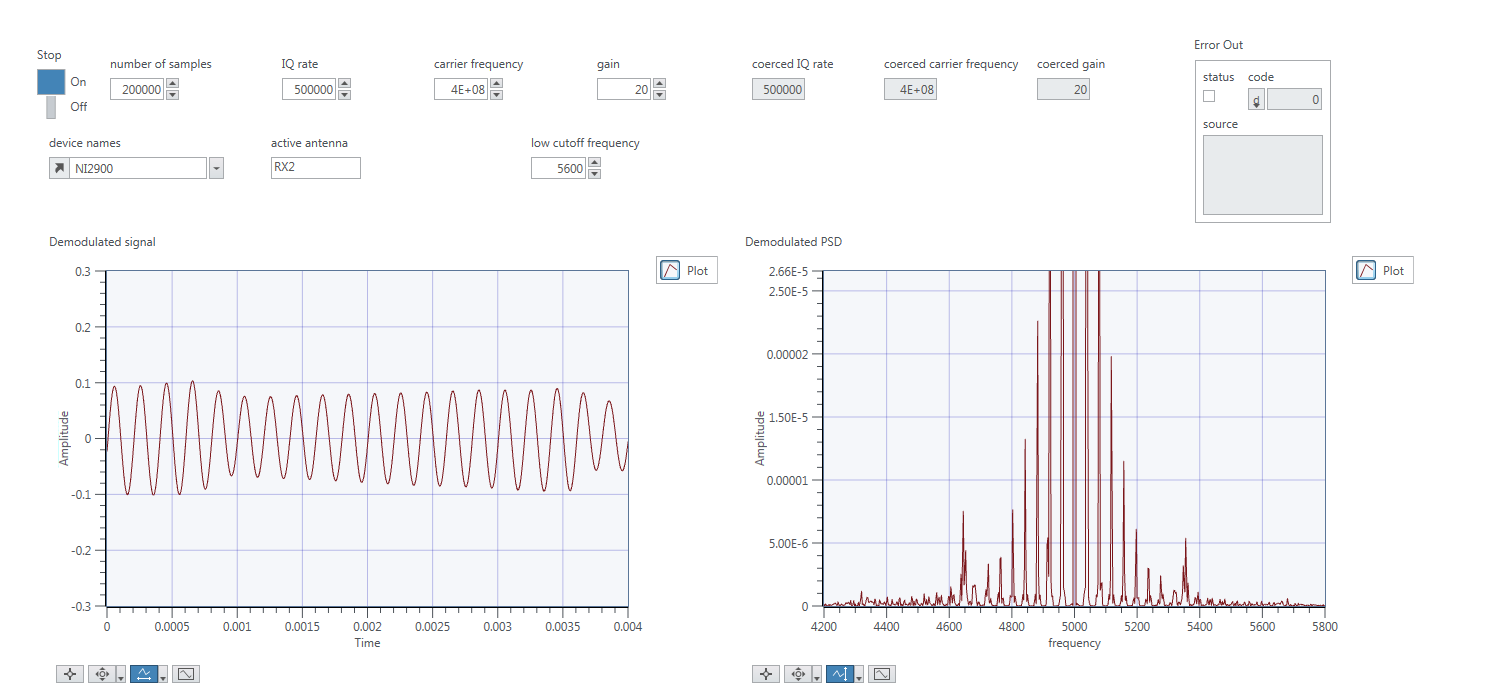 Stop
On
Off
number of samples
200000
IQ rate
500000
carrier frequency
4E+08
gain
20
coerced IQ rate
500000
coerced carrier frequency
4E+08
coerced gain
20
Error Out
status
code
d
0
source
device names
NI2900
active antenna
RX2
low cutoff frequency
5600
Demodulated signal
Plot
Amplitude
0.3
0.2
0.1
0
-0.1
-0.2
-0.3
0 0.0005 0.001 0.0015 0.002 0.0025 0.003 0.0035 0.004
Time
Demodulated PSD
Plot
Amplitude
2.66E-5
2.50E-5
0.00002
1.50E-5
0.00001
5.00E-6
0
4200 4400 4600 4800 5000 5200 5400 5600 5800
frequency